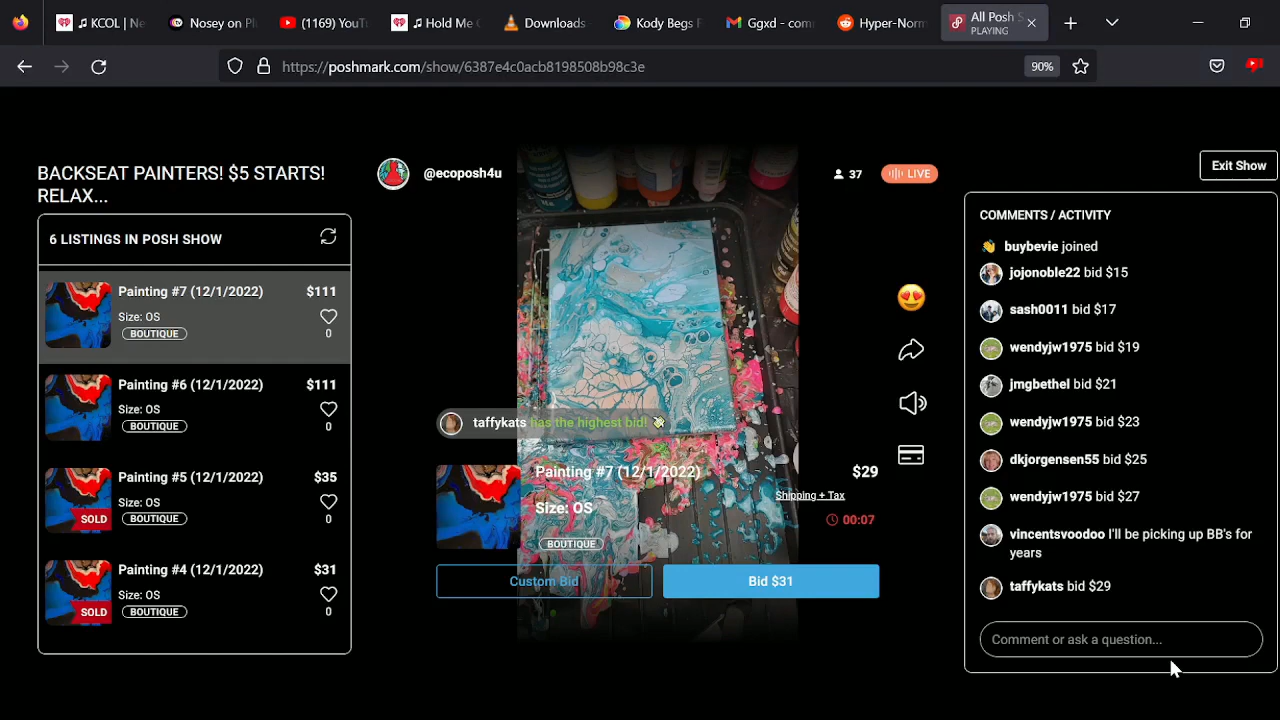 KCOL | Ne
Nosey on Pl
(1169) YouT
Hold Me
Downloads
Kody Begs F
Ggxd - com
Hyper-Norm
All Posh S
PLAYING
https://poshmark.com/show/6387e4c0acb8198508b98c3e
90%
BACKSEAT PAINTERS! $5 STARTS!
RELAX...
6 LISTINGS IN POSH SHOW
Painting #7 (12/1/2022) $111
Size: OS
BOUTIQUE 0
Painting #6 (12/1/2022) $111
Size: OS
BOUTIQUE 0
Painting #5 (12/1/2022) $35
Size: OS
SOLD BOUTIQUE 0
Painting #4 (12/1/2022) $31
Size: OS
SOLD BOUTIQUE 0
@ecoposh4u
37 LIVE
taffykats has the highest bid!
Painting #7 (12/1/2022) $29
Shipping + Tax
Size: OS
00:07
BOUTIQUE
Custom Bid
Bid $31
Exit Show
COMMENTS / ACTIVITY
buybevie joined
jojonoble22 bid $15
sash0011 bid $17
wendyjw1975 bid $19
jmgbethel bid $21
wendyjw1975 bid $23
dkjorgensen55 bid $25
wendyjw1975 bid $27
vincentsvoodoo I'll be picking up BB's for
years
taffykats bid $29
Comment or ask a question...